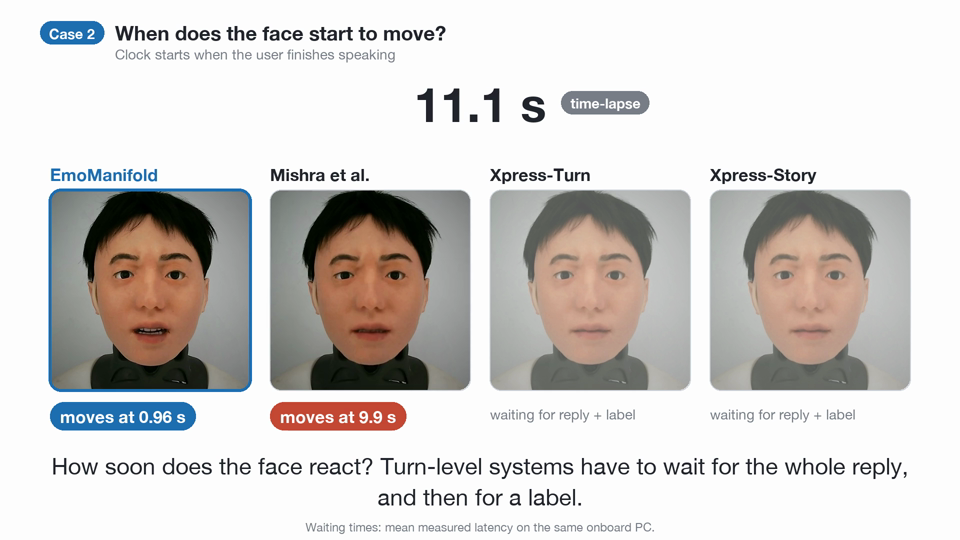 Case 2
When does the face start to move?
Clock starts when the user finishes speaking
11.1 s
time-lapse
EmoManifold
Mishra et al.
Xpress-Turn
Xpress-Story
moves at 0.96 s
moves at 9.9 s
waiting for reply + label
waiting for reply + label
How soon does the face react? Turn-level systems have to wait for the whole reply,
and then for a label.
Waiting times: mean measured latency on the same onboard PC.